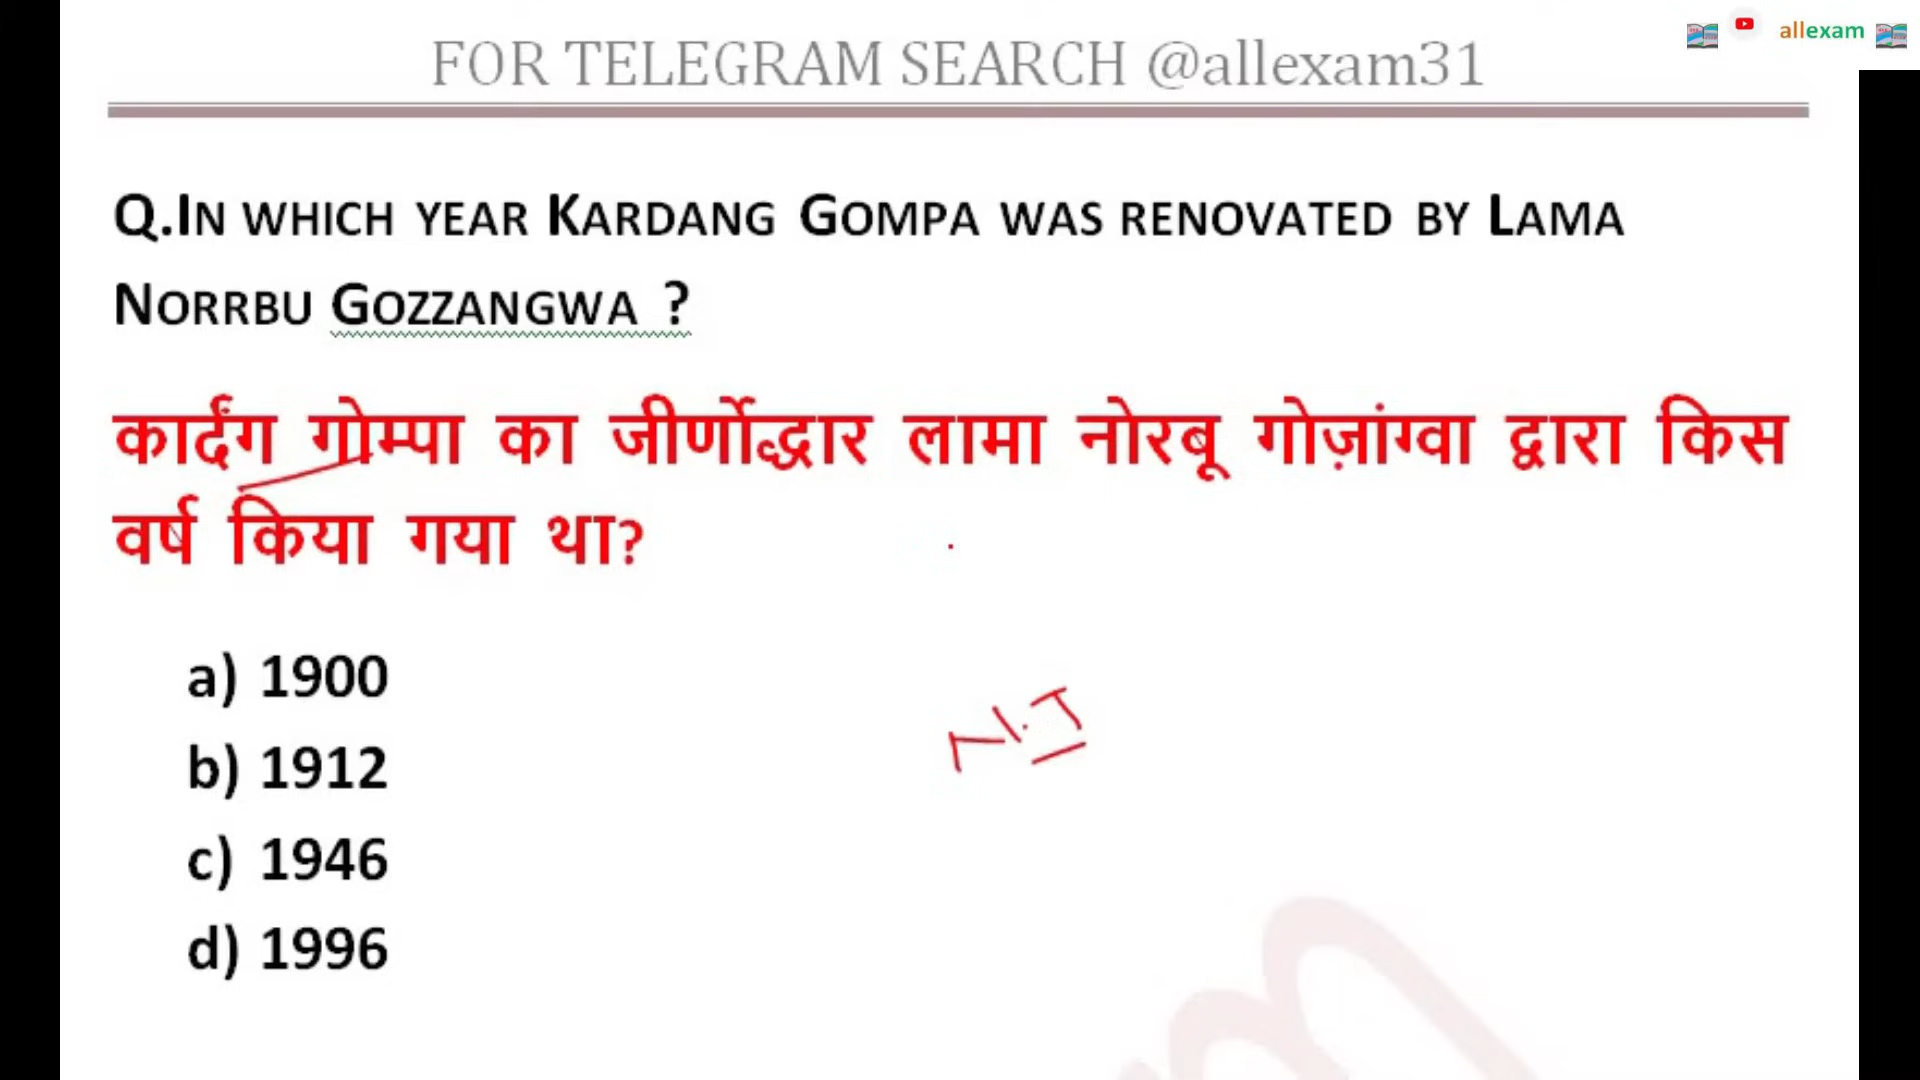 allexam
FOR TELEGRAM SEARCH @allexam31
Q.IN WHICH YEAR KARDANG GOMPA WAS RENOVATED BY LAMA
NORRBU GOZZANGWA ?
कार्दंग गोम्पा का जीर्णोद्धार लामा नोरबू गोज़ांग्वा द्वारा किस
वर्ष किया गया था?
a) 1900
b) 1912
c) 1946
d) 1996